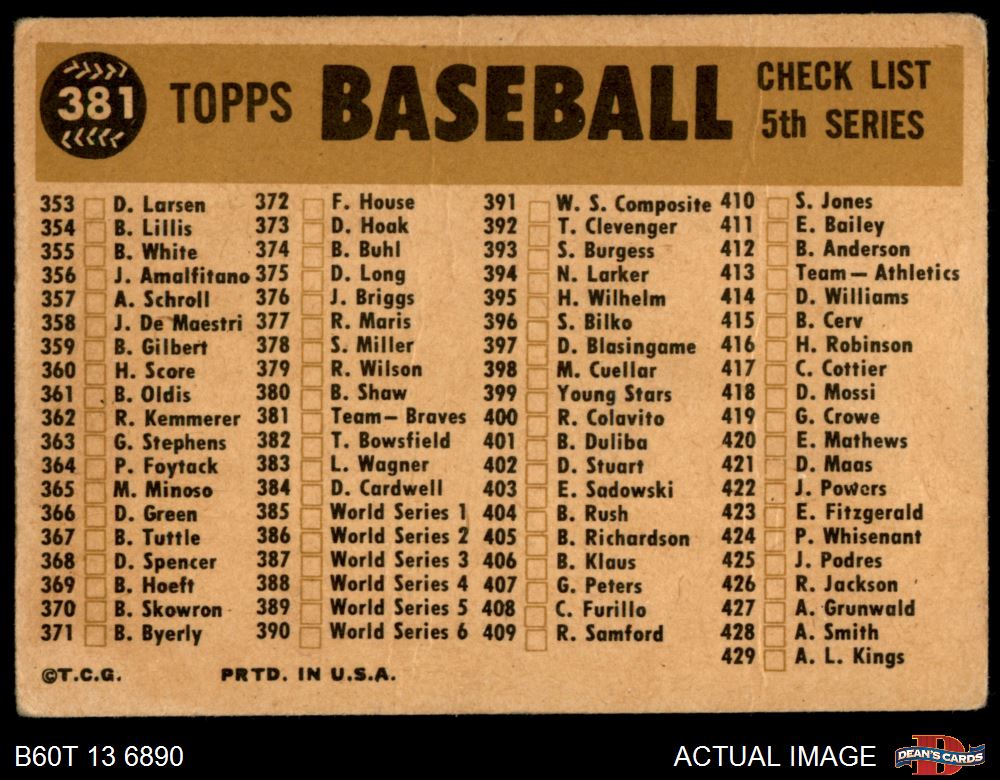 381 TOPPS BASEBALL CHECK LIST
5th SERIES
353 D. Larsen
354 B. Lillis
355 B. White
356 J. Amalfitano
357 A. Schroll
358 J. De Maestri
359 B. Gilbert
360 H. Score
361 B. Oldis
362 R. Kemmerer
363 G. Stephens
364 P. Foytack
365 M. Minoso
366 D. Green
367 B. Tuttle
368 D. Spencer
369 B. Hoeft
370 B. Skowron
371 B. Byerly
372 F. House
373 D. Hoak
374 B. Buhl
375 D. Long
376 J. Briggs
377 R. Maris
378 S. Miller
379 R. Wilson
380 B. Shaw
381 Team—Braves
382 T. Bowsfield
383 L. Wagner
384 D. Cardwell
385 World Series 1
386 World Series 2
387 World Series 3
388 World Series 4
389 World Series 5
390 World Series 6
391 W. S. Composite
392 T. Clevenger
393 S. Burgess
394 N. Larker
395 H. Wilhelm
396 S. Bilko
397 D. Blasingame
398 M. Cuellar
399 Young Stars
400 R. Colavito
401 B. Duliba
402 D. Stuart
403 E. Sadowski
404 B. Rush
405 B. Richardson
406 B. Klaus
407 G. Peters
408 C. Furillo
409 R. Samford
410 S. Jones
411 E. Bailey
412 B. Anderson
413 Team—Athletics
414 D. Williams
415 B. Cerv
416 H. Robinson
417 C. Cottier
418 D. Mossi
419 G. Crowe
420 E. Mathews
421 D. Maas
422 J. Powers
423 E. Fitzgerald
424 P. Whisenant
425 J. Podres
426 R. Jackson
427 A. Grunwald
428 A. Smith
429 A. L. Kings
©T.C.G. PRTD. IN U.S.A.
B60T 13 6890 ACTUAL IMAGE D DEAN'S CARDS